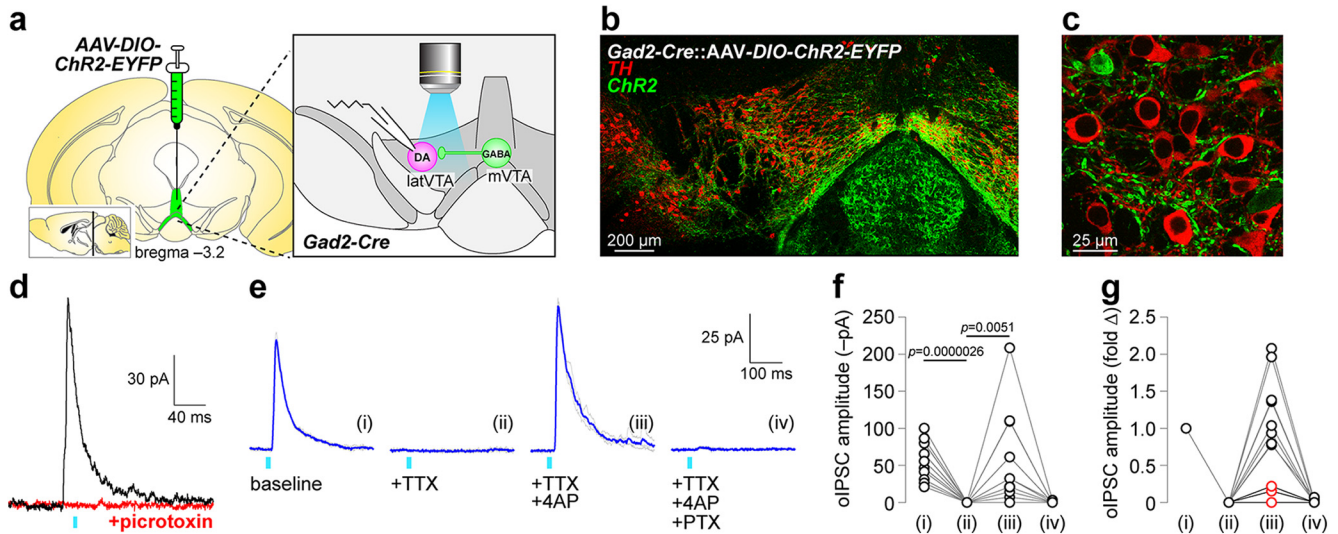 a
AAV-DIO-
ChR2-EYFP
bregma –3.2
DA
GABA
latVTA
mVTA
Gad2-Cre
b
Gad2-Cre::AAV-DIO-ChR2-EYFP
TH
ChR2
200 µm
c
25 µm
d
30 pA
40 ms
+picrotoxin
e
(i)
(ii)
(iii)
(iv)
25 pA
100 ms
baseline
+TTX
+TTX
+4AP
+TTX
+4AP
+PTX
f
oIPSC amplitude (–pA)
250
200
150
100
50
0
p=0.0051
p=0.0000026
(i)
(ii)
(iii)
(iv)
g
oIPSC amplitude (fold Δ)
2.5
2.0
1.5
1.0
0.5
0
(i)
(ii)
(iii)
(iv)